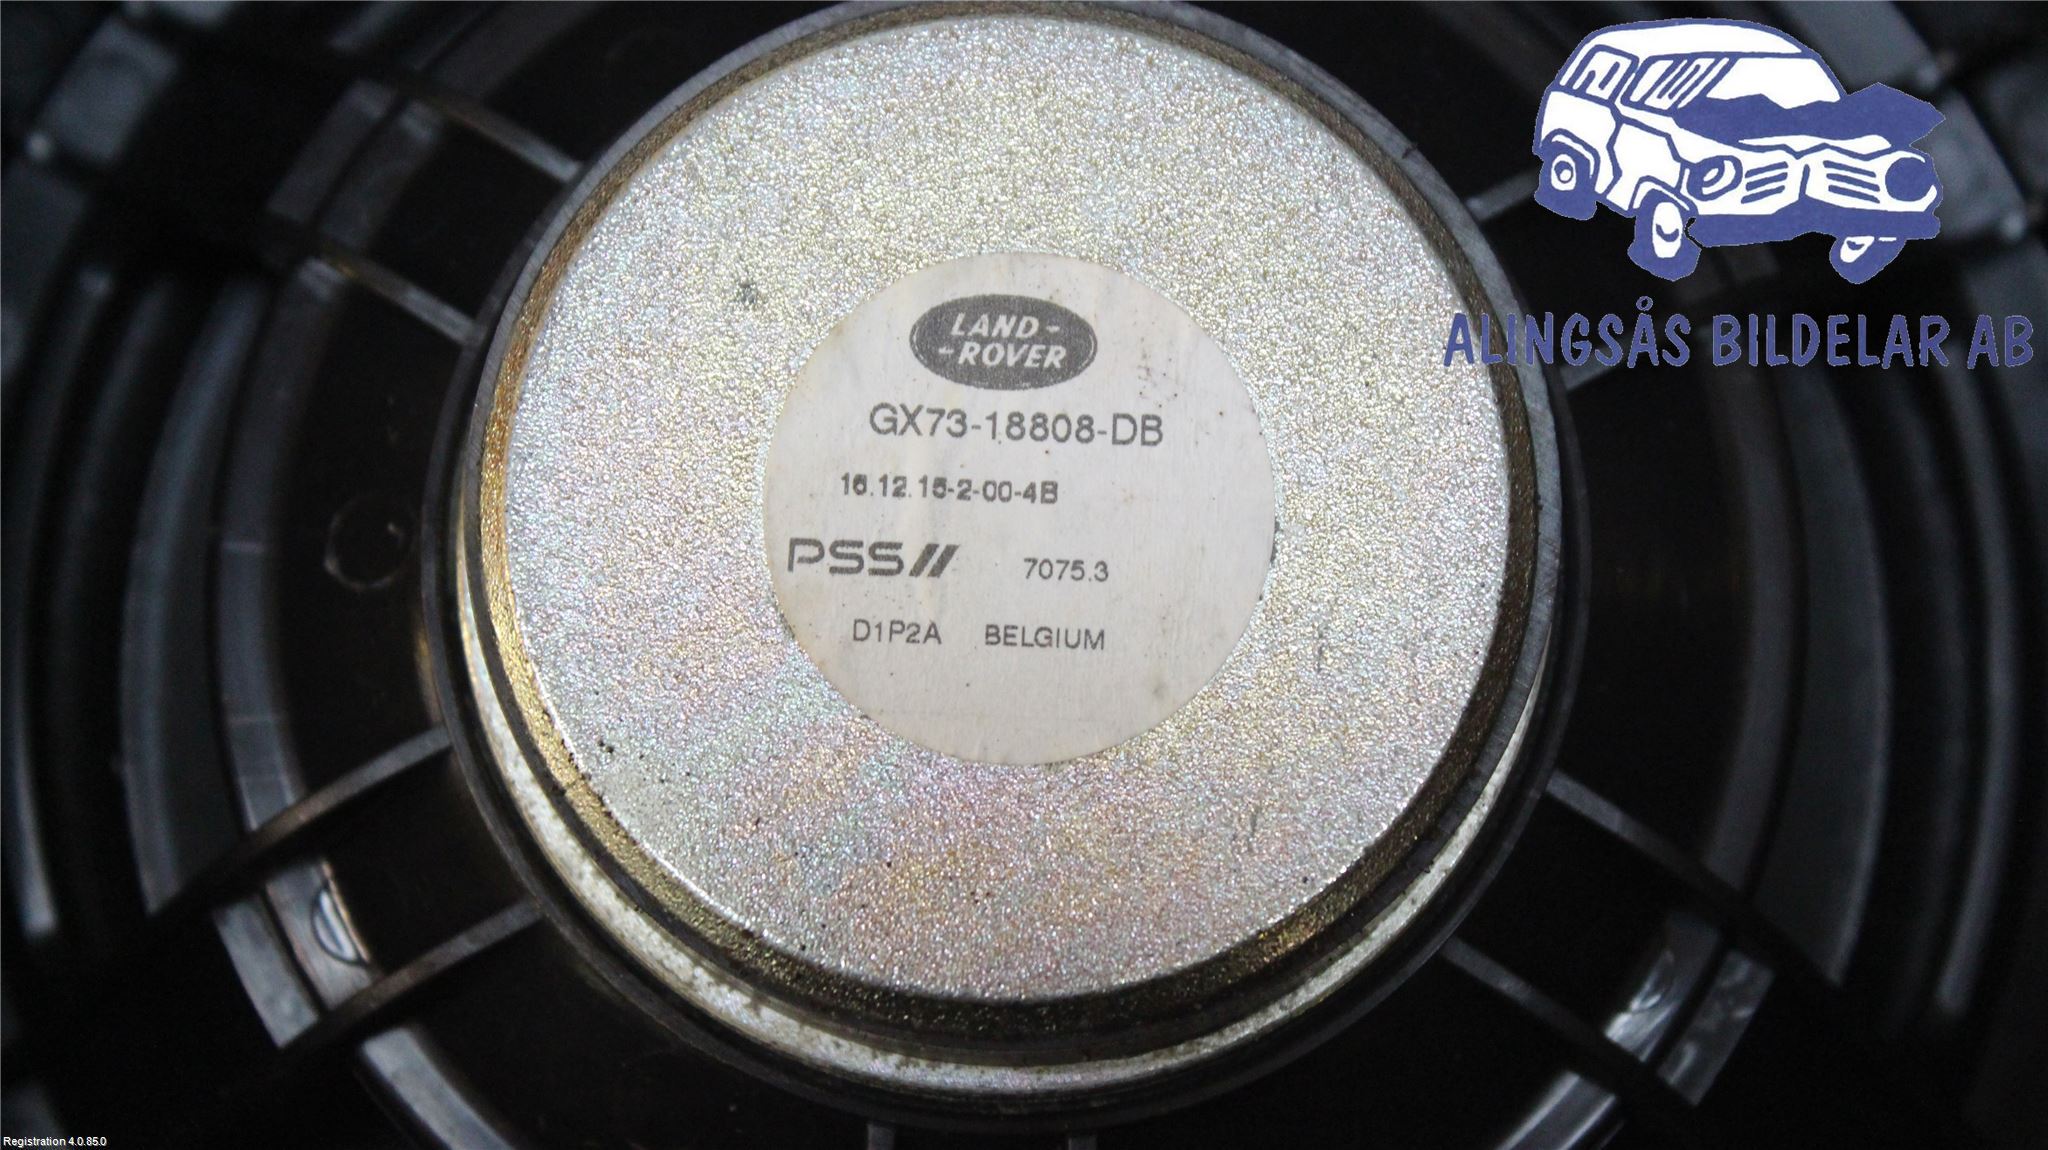 LAND-
-ROVER
GX73-18808-DB
16.12.15-2-00-4B
PSS// 7075.3
D1P2A BELGIUM
ALINGSÅS BILDELAR AB
Registration 4.0.85.0